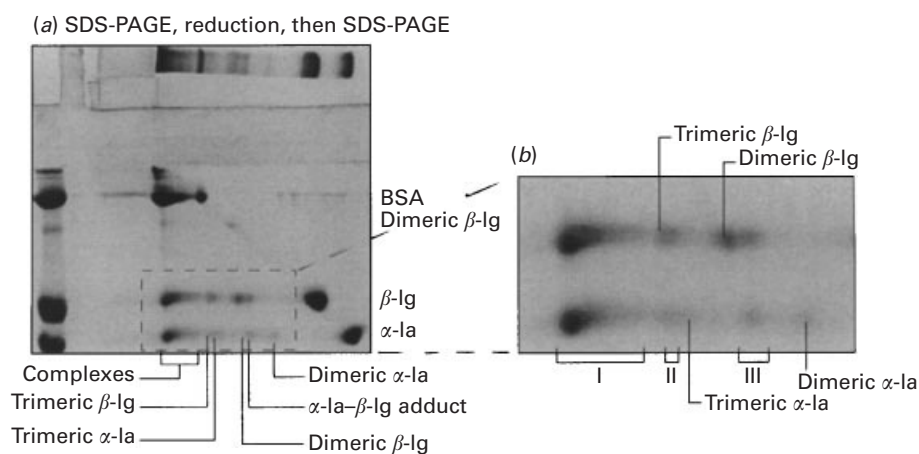 (a) SDS-PAGE, reduction, then SDS-PAGE
BSA
Dimeric β-lg
β-lg
α-la
Complexes
Trimeric β-lg
Trimeric α-la
Dimeric α-la
α-la–β-lg adduct
Dimeric β-lg
(b)
Trimeric β-lg
Dimeric β-lg
I
II
III
Dimeric α-la
Trimeric α-la